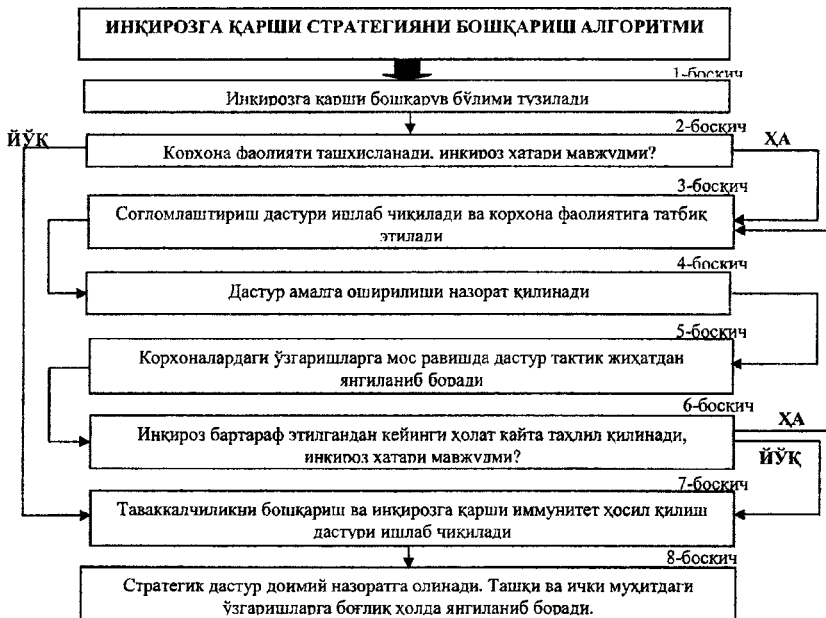 ИНҚИРОЗГА ҚАРШИ СТРАТЕГИЯНИ БОШҚАРИШ АЛГОРИТМИ
1-босқич
Инқирозга қарши бошқарув бўлими тузилади
2-босқич
ЙЎҚ
ҲА
Корхона фаолияти ташхисланади, инқироз хатари мавжудми?
3-босқич
Согломлаштириш дастури ишлаб чиқилади ва корхона фаолиятига татбиқ
этилади
4-босқич
Дастур амалга оширилиши назорат қилинади
5-босқич
Корхоналардаги ўзгаришларга мос равишда дастур тактик жиҳатдан
янгиланиб боради
6-босқич
ҲА
Инқироз бартараф этилгандан кейинги ҳолат қайта таҳлил қилинади,
инқироз хатари мавжудми?
ЙЎҚ
7-босқич
Таваккалчиликни бошқариш ва инқирозга қарши иммунитет ҳосил қилиш
дастури ишлаб чиқилади
8-босқич
Стратегик дастур доимий назоратга олинади. Ташқи ва ички муҳитдаги
ўзгаришларга боғлиқ ҳолда янгиланиб боради.